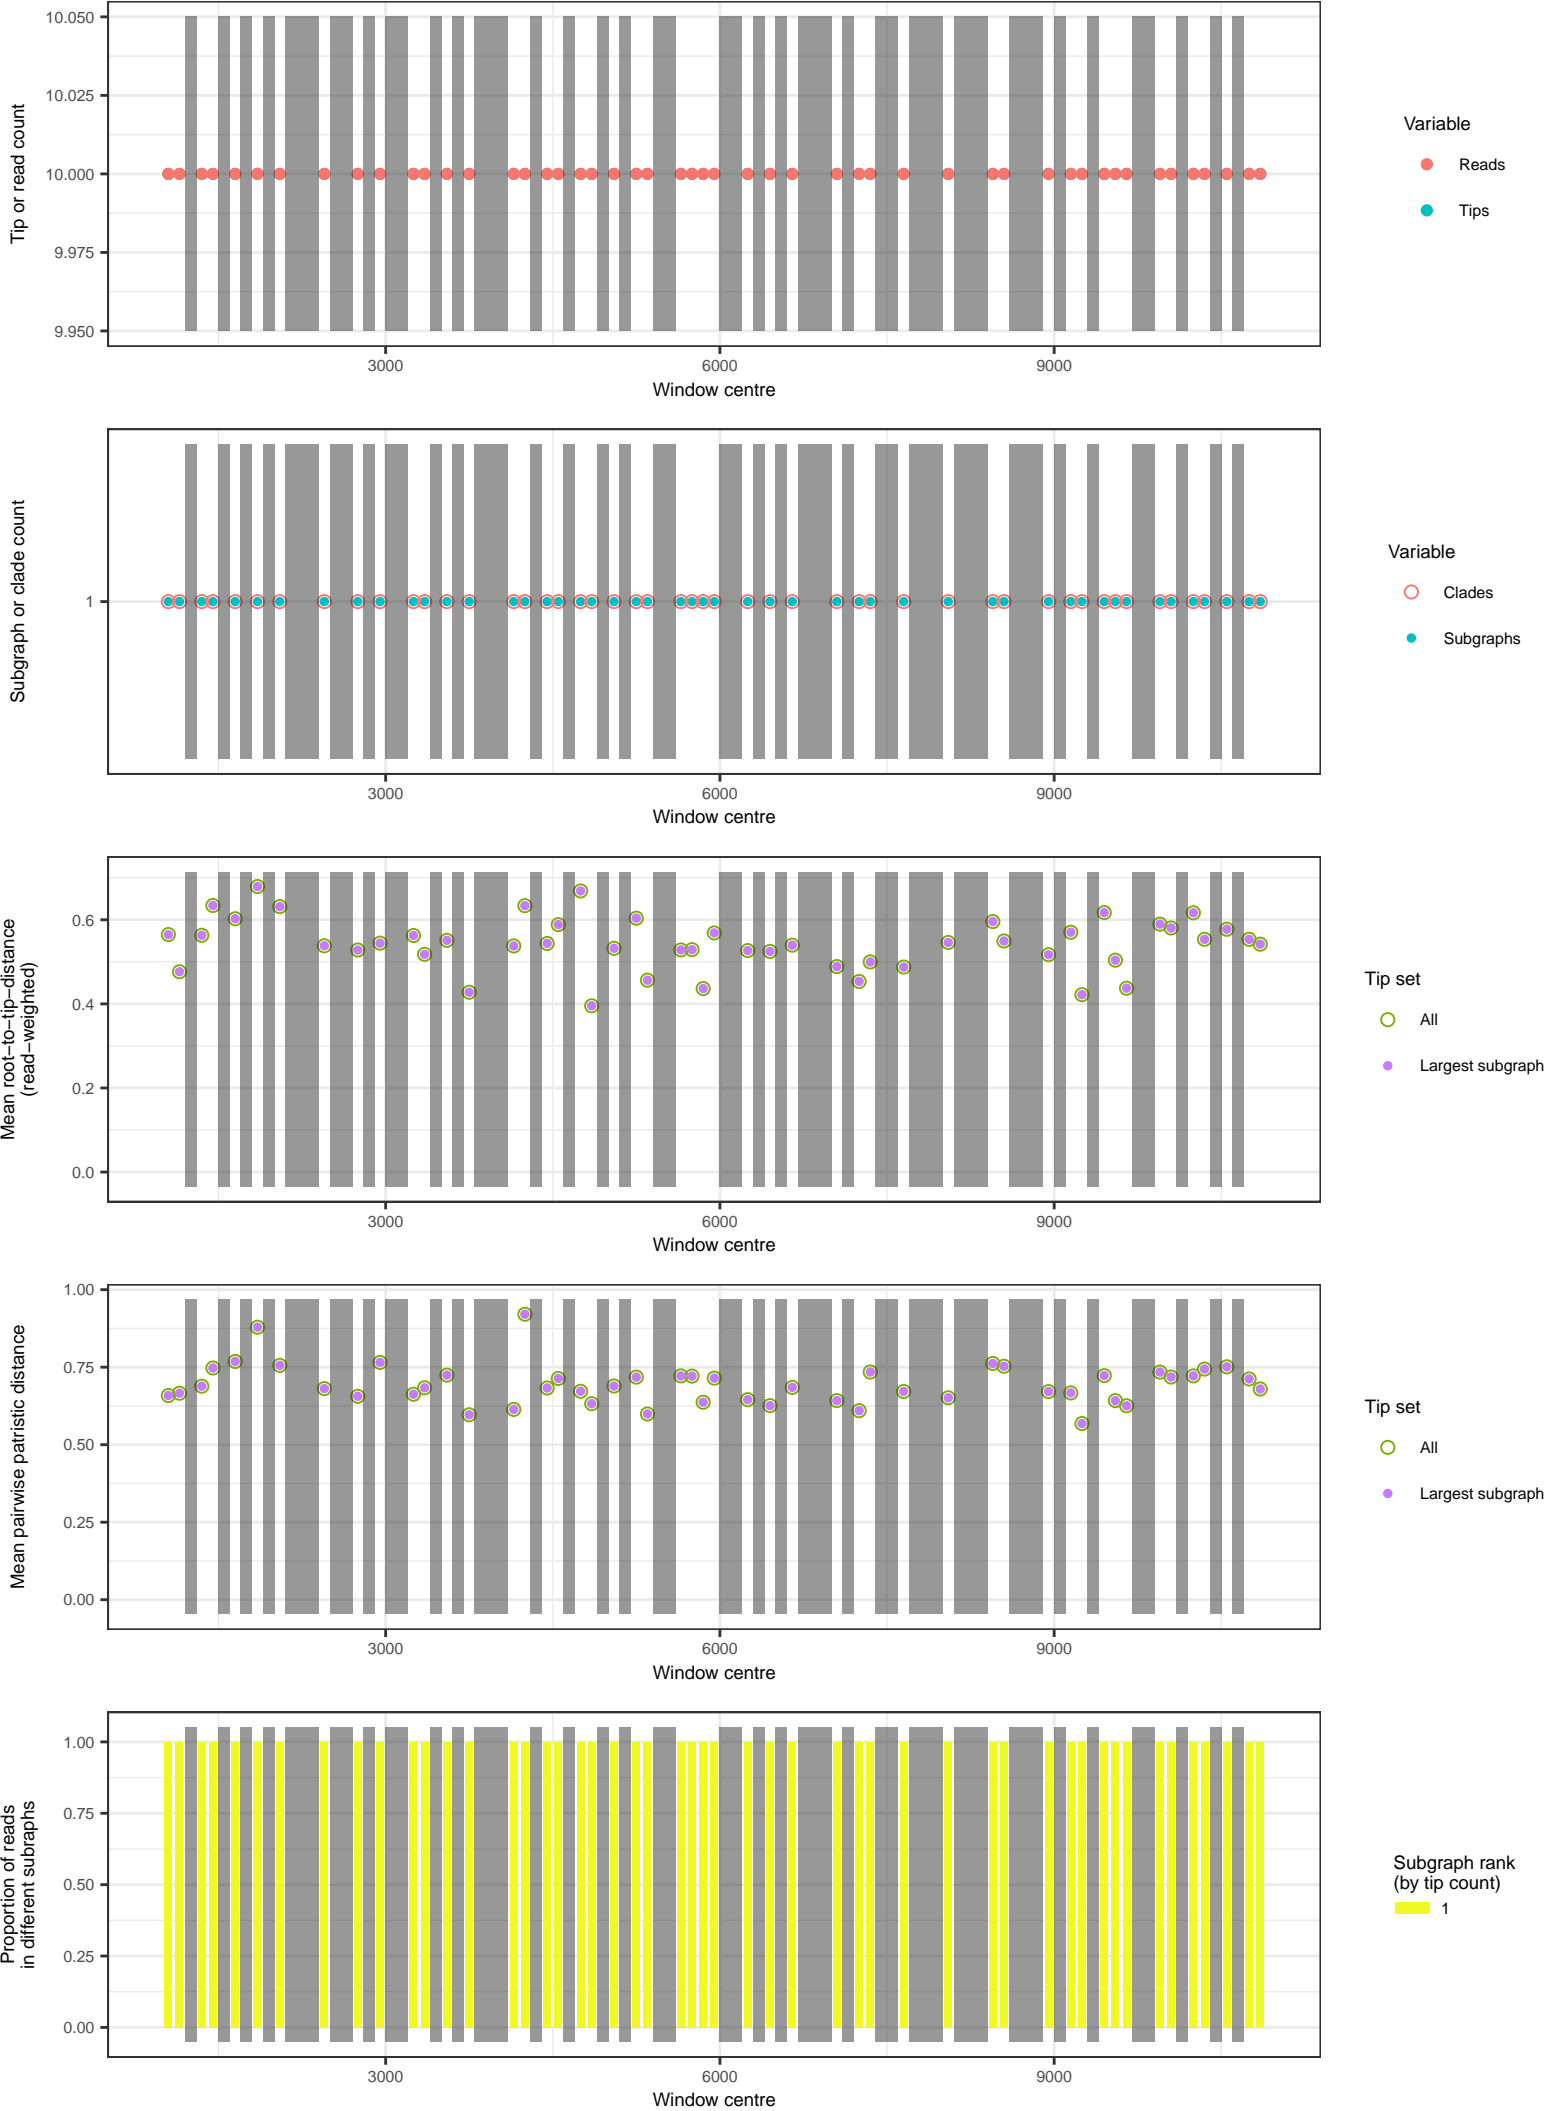 10.050
10.025
10.000
9.975
9.950
Tip or read count
3000
6000
9000
Window centre
Variable
Reads
Tips
1
Subgraph or clade count
3000
6000
9000
Window centre
Variable
Clades
Subgraphs
0.6
0.4
0.2
0.0
Mean root−to−tip−distance
(read−weighted)
3000
6000
9000
Window centre
Tip set
All
Largest subgraph
1.00
0.75
0.50
0.25
0.00
Mean pairwise patristic distance
3000
6000
9000
Window centre
Tip set
All
Largest subgraph
1.00
0.75
0.50
0.25
0.00
Proportion of reads
in different subraphs
3000
6000
9000
Window centre
Subgraph rank
(by tip count)
1